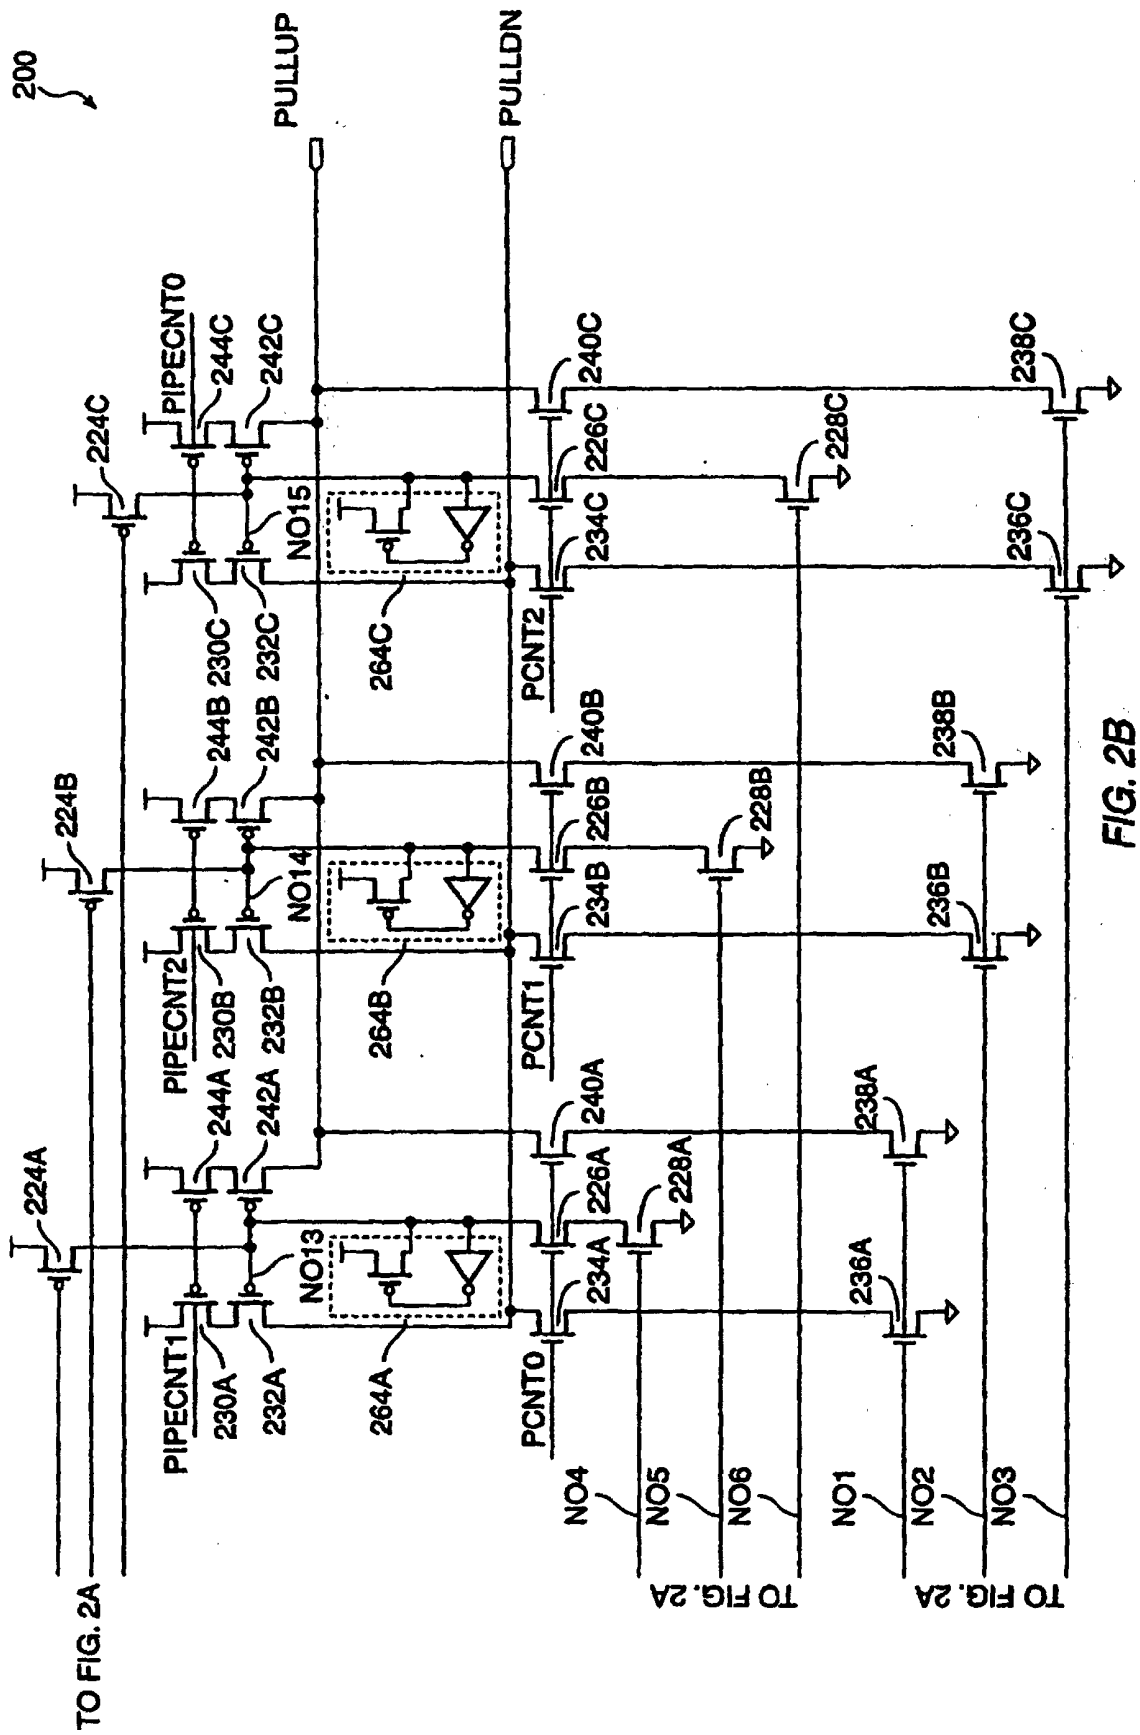 200
PULLUP
PULLDN
TO FIG. 2A
224A
224B
224C
PIPECNT1
230A
232A
244A
242A
NO13
264A
PIPECNT2
230B
232B
244B
242B
NO14
264B
230C
232C
PIPECNT0
244C
242C
NO15
264C
PCNT0
234A
226A
240A
PCNT1
234B
226B
240B
PCNT2
234C
226C
240C
228A
228B
228C
NO4
NO5
NO6
TO FIG. 2A
236A
238A
236B
238B
236C
238C
NO1
NO2
NO3
TO FIG. 2A
FIG. 2B